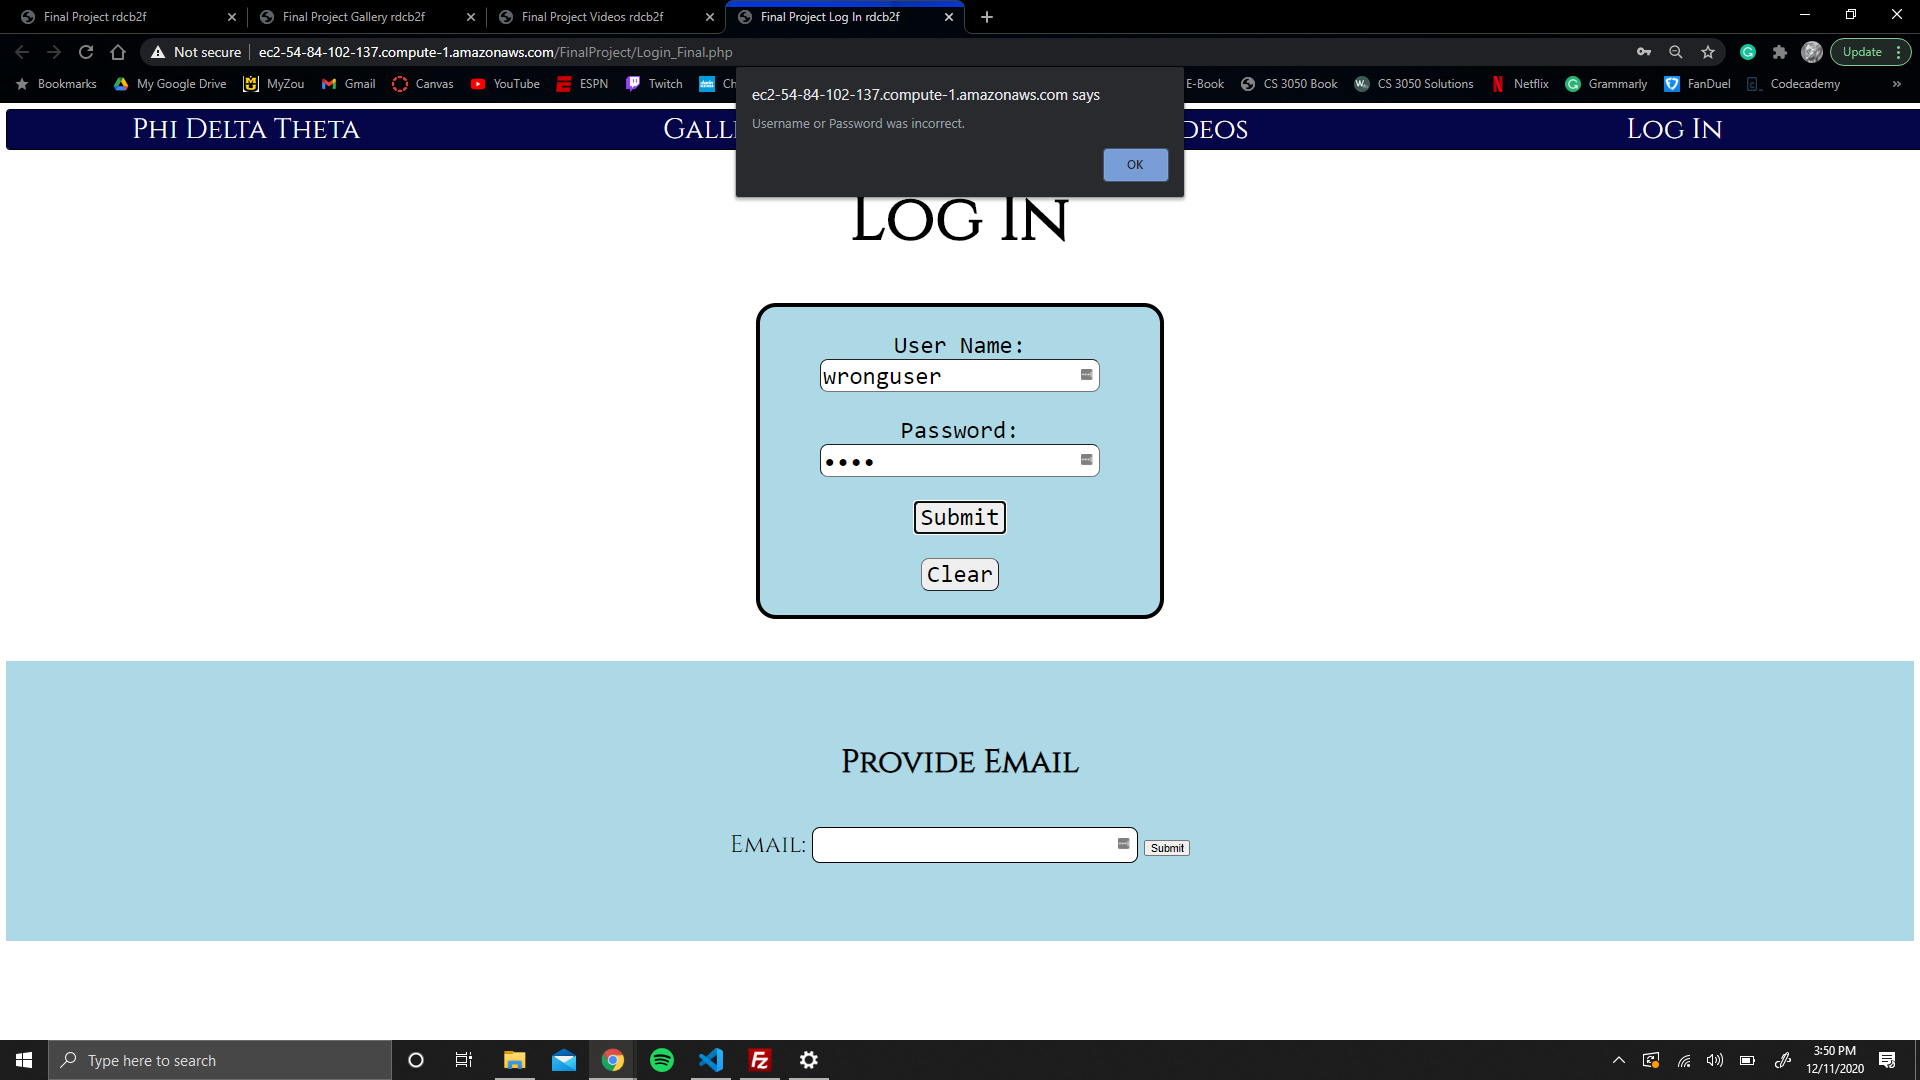 Final Project rdcb2f
Final Project Gallery rdcb2f
Final Project Videos rdcb2f
Final Project Log In rdcb2f
Not secure
ec2-54-84-102-137.compute-1.amazonaws.com/FinalProject/Login_Final.php
Update
Bookmarks
My Google Drive
MyZou
Gmail
Canvas
YouTube
ESPN
Twitch
Ch
E-Book
CS 3050 Book
CS 3050 Solutions
Netflix
Grammarly
FanDuel
Codecademy
»
ec2-54-84-102-137.compute-1.amazonaws.com says
Username or Password was incorrect.
OK
Phi Delta Theta
Gall
deos
Log In
Log In
User Name:
wronguser
Password:
Submit
Clear
Provide Email
Email:
Submit
Type here to search
3:50 PM
12/11/2020